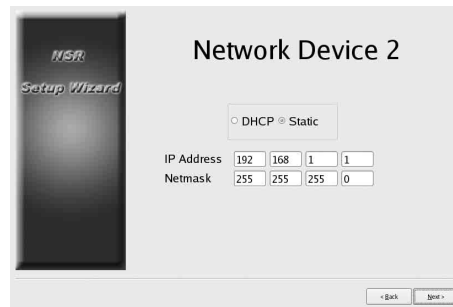 NSR
Setup Wizard
Network Device 2
DHCP Static
IP Address 192 168 1 1
Netmask 255 255 255 0
< Back Next >